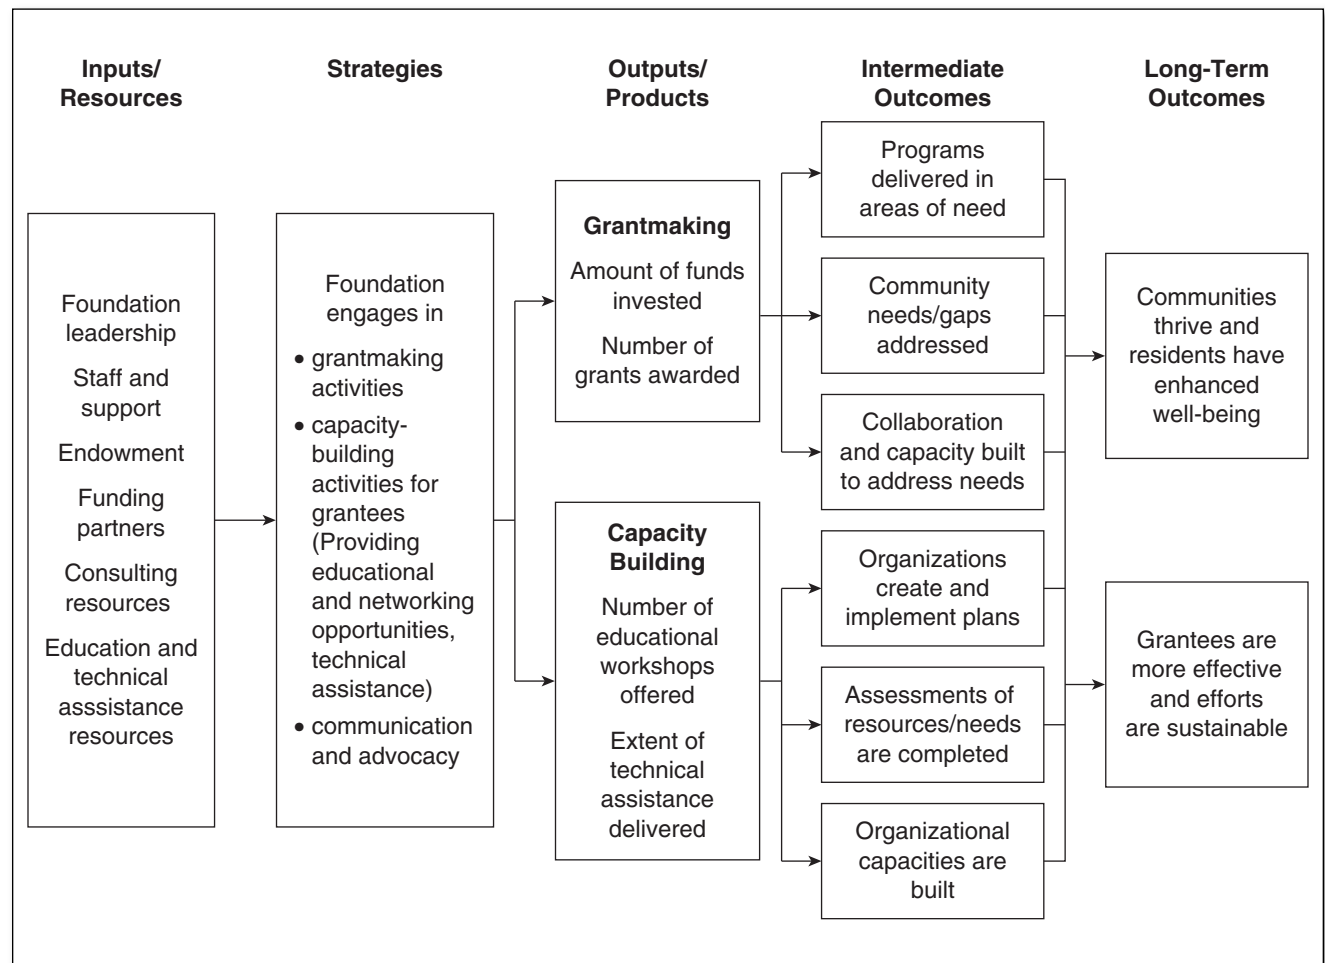 Inputs/
Resources
Strategies
Outputs/
Products
Intermediate
Outcomes
Long-Term
Outcomes
Foundation
leadership
Staff and
support
Endowment
Funding
partners
Consulting
resources
Education and
technical
asssistance
resources
Foundation
engages in
• grantmaking
activities
• capacity-
building
activities for
grantees
(Providing
educational
and networking
opportunities,
technical
assistance)
• communication
and advocacy
Grantmaking
Amount of funds
invested
Number of
grants awarded
Capacity
Building
Number of
educational
workshops
offered
Extent of
technical
assistance
delivered
Programs
delivered in
areas of need
Community
needs/gaps
addressed
Collaboration
and capacity built
to address needs
Organizations
create and
implement plans
Assessments of
resources/needs
are completed
Organizational
capacities are
built
Communities
thrive and
residents have
enhanced
well-being
Grantees are
more effective
and efforts
are sustainable